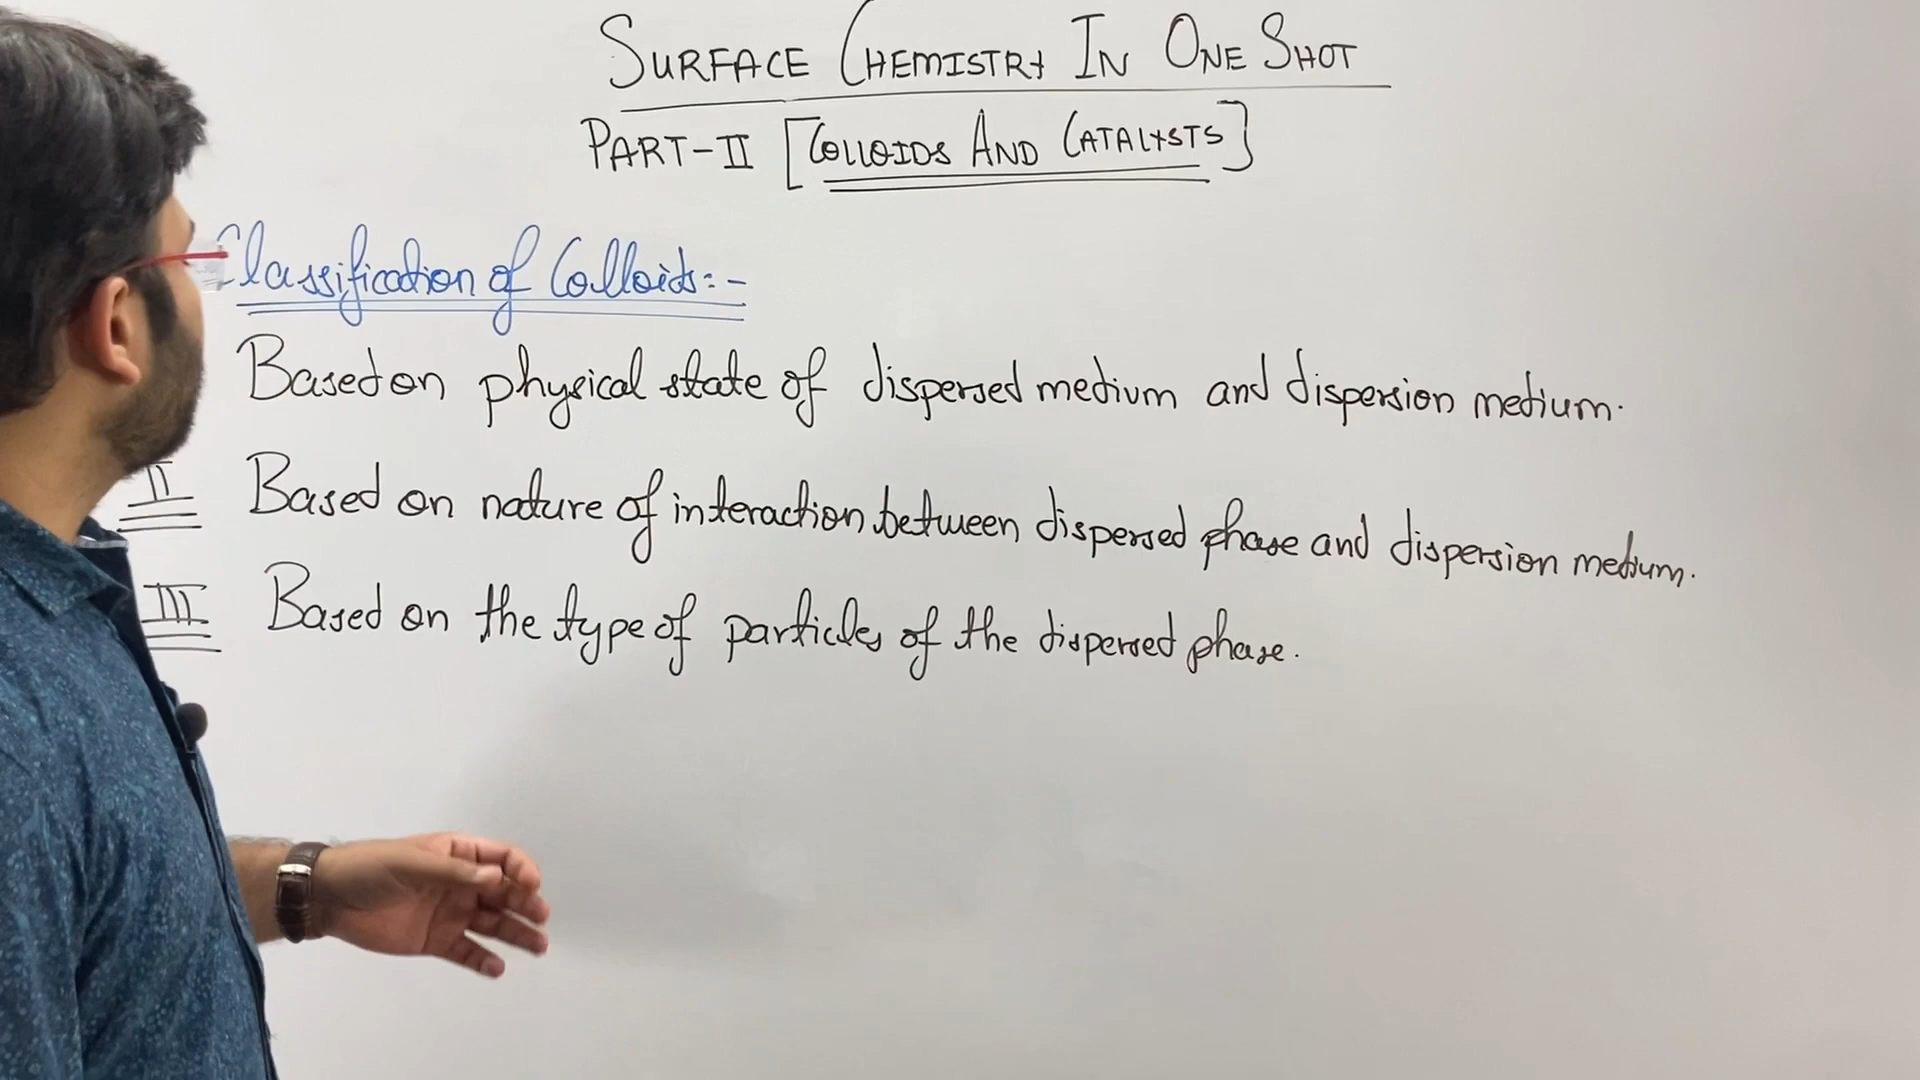 SURFACE CHEMISTRY IN ONE SHOT
PART-II [COLLOIDS AND CATALYSTS]
Classification of Colloids:-
Based on physical state of dispersed medium and dispersion medium.
II Based on nature of interaction between dispersed phase and dispersion medium.
III Based on the type of particles of the dispersed phase.